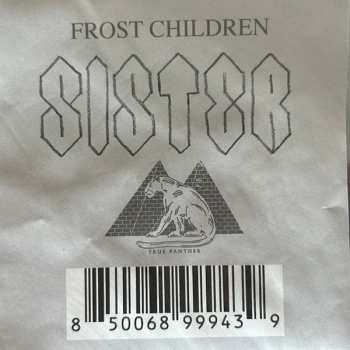 FROST CHILDREN
SISTER
TRUE PANTHER
8 50068 99943 9